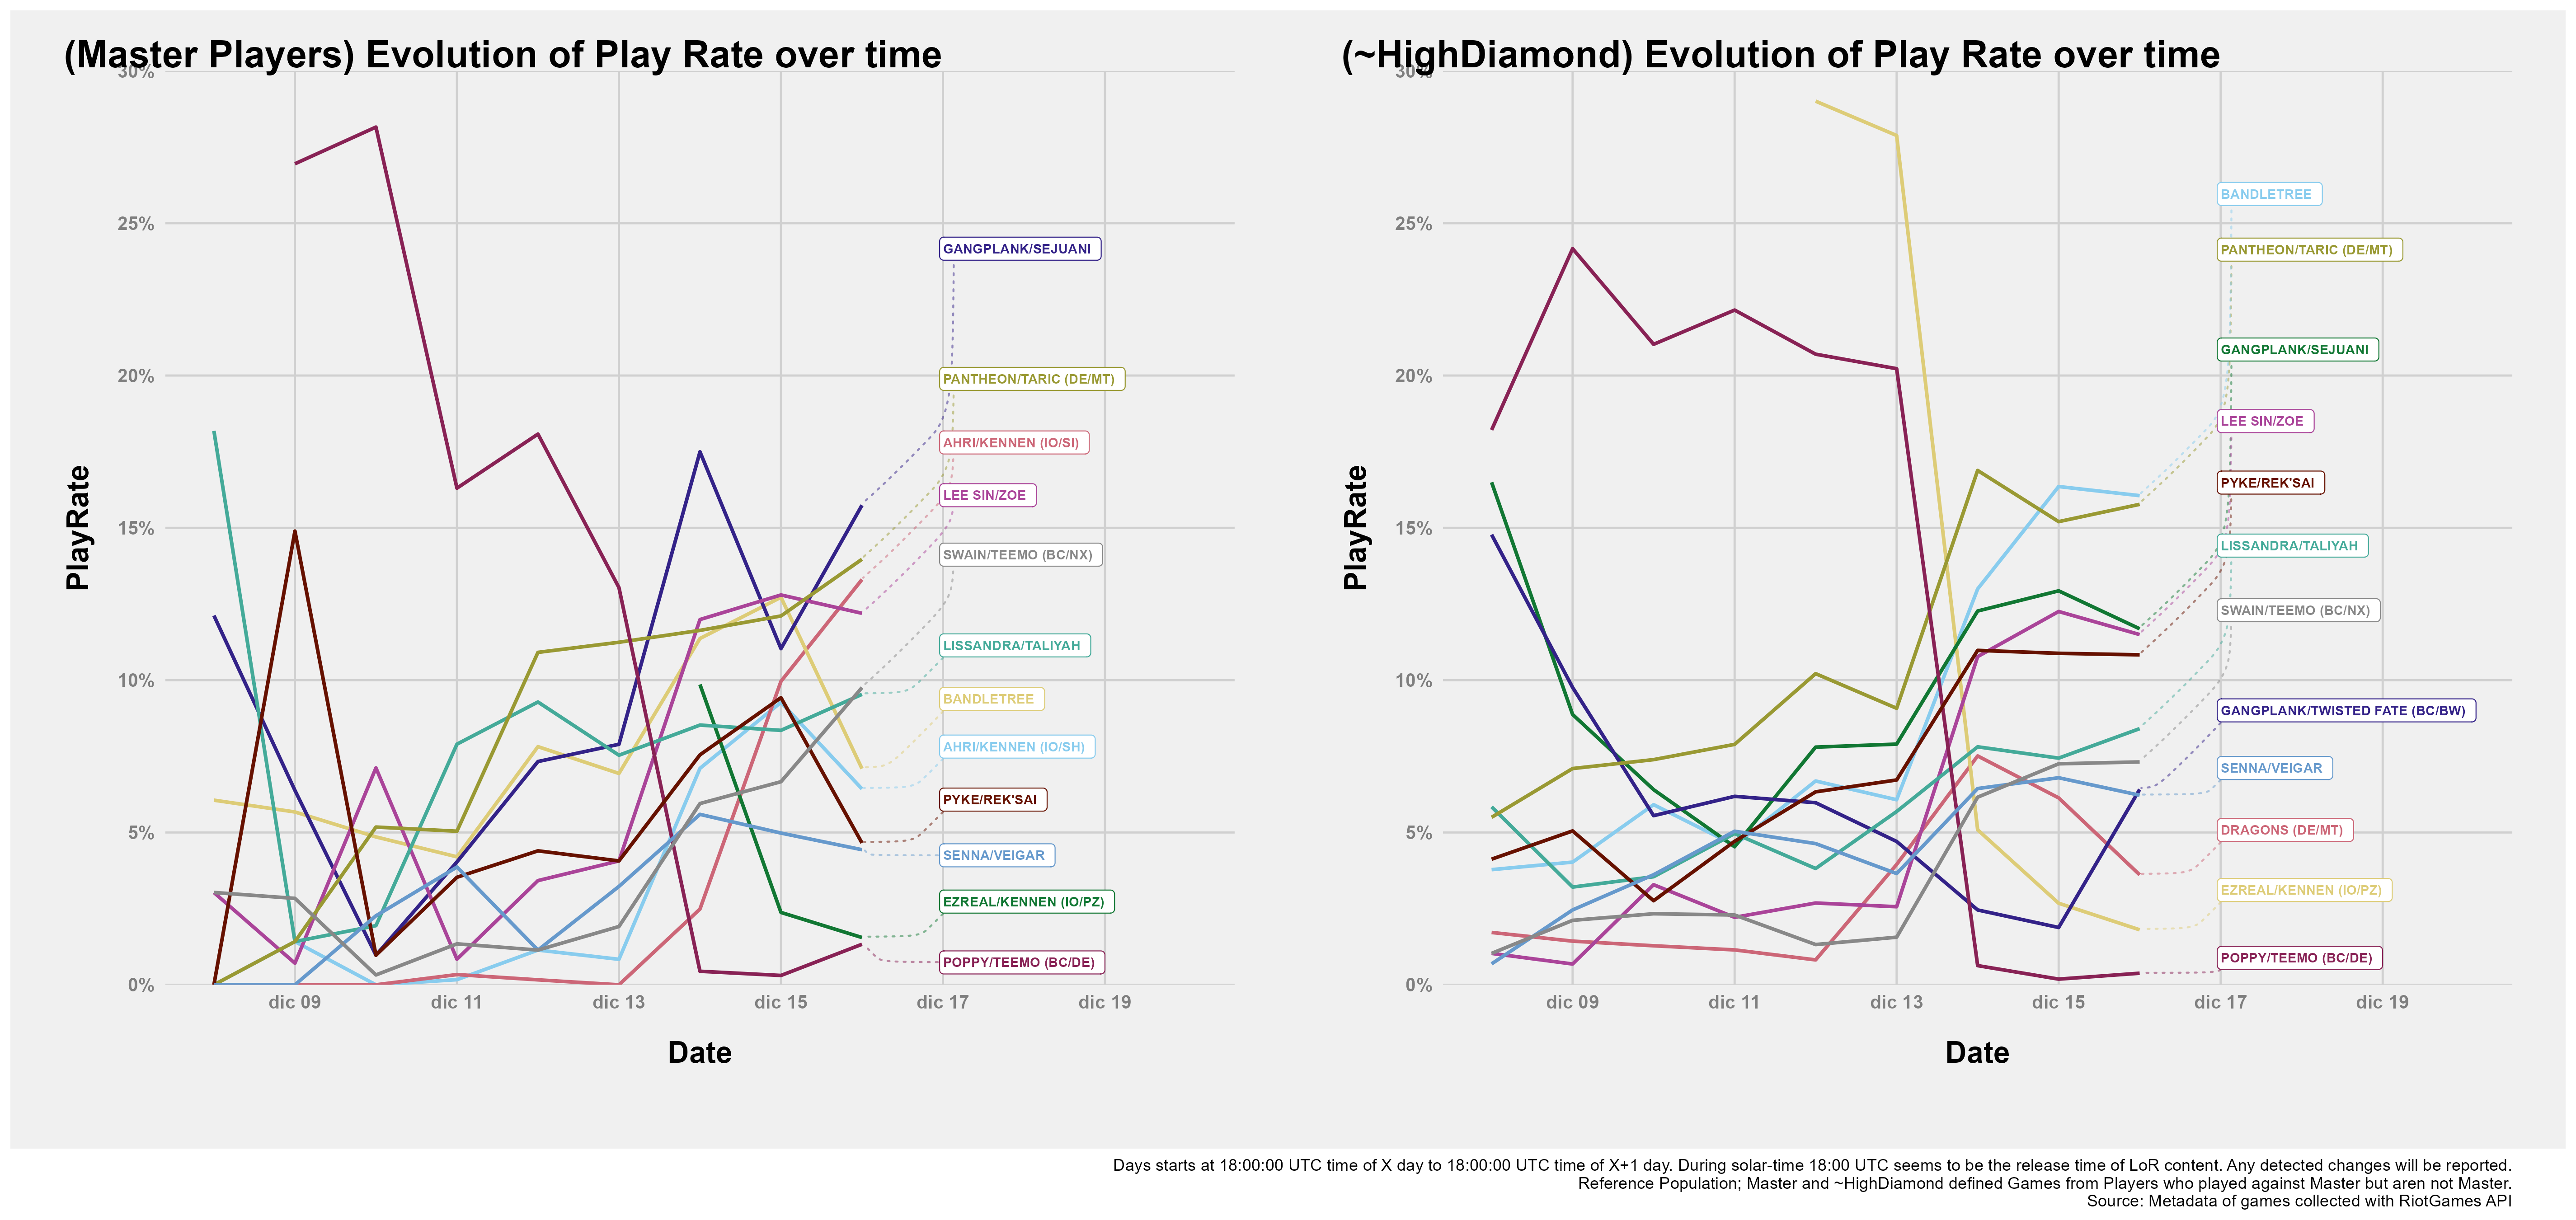 (Master Players) Evolution of Play Rate over time
30%
25%
20%
15%
10%
5%
0%
PlayRate
dic 09
dic 11
dic 13
dic 15
dic 17
dic 19
Date
GANGPLANK/SEJUANI
PANTHEON/TARIC (DE/MT)
AHRI/KENNEN (IO/SI)
LEE SIN/ZOE
SWAIN/TEEMO (BC/NX)
LISSANDRA/TALIYAH
BANDLETREE
AHRI/KENNEN (IO/SH)
PYKE/REK'SAI
SENNA/VEIGAR
EZREAL/KENNEN (IO/PZ)
POPPY/TEEMO (BC/DE)
(~HighDiamond) Evolution of Play Rate over time
30%
25%
20%
15%
10%
5%
0%
PlayRate
dic 09
dic 11
dic 13
dic 15
dic 17
dic 19
Date
BANDLETREE
PANTHEON/TARIC (DE/MT)
GANGPLANK/SEJUANI
LEE SIN/ZOE
PYKE/REK'SAI
LISSANDRA/TALIYAH
SWAIN/TEEMO (BC/NX)
GANGPLANK/TWISTED FATE (BC/BW)
SENNA/VEIGAR
DRAGONS (DE/MT)
EZREAL/KENNEN (IO/PZ)
POPPY/TEEMO (BC/DE)
Days starts at 18:00:00 UTC time of X day to 18:00:00 UTC time of X+1 day. During solar-time 18:00 UTC seems to be the release time of LoR content. Any detected changes will be reported.
Reference Population; Master and ~HighDiamond defined Games from Players who played against Master but aren not Master.
Source: Metadata of games collected with RiotGames API